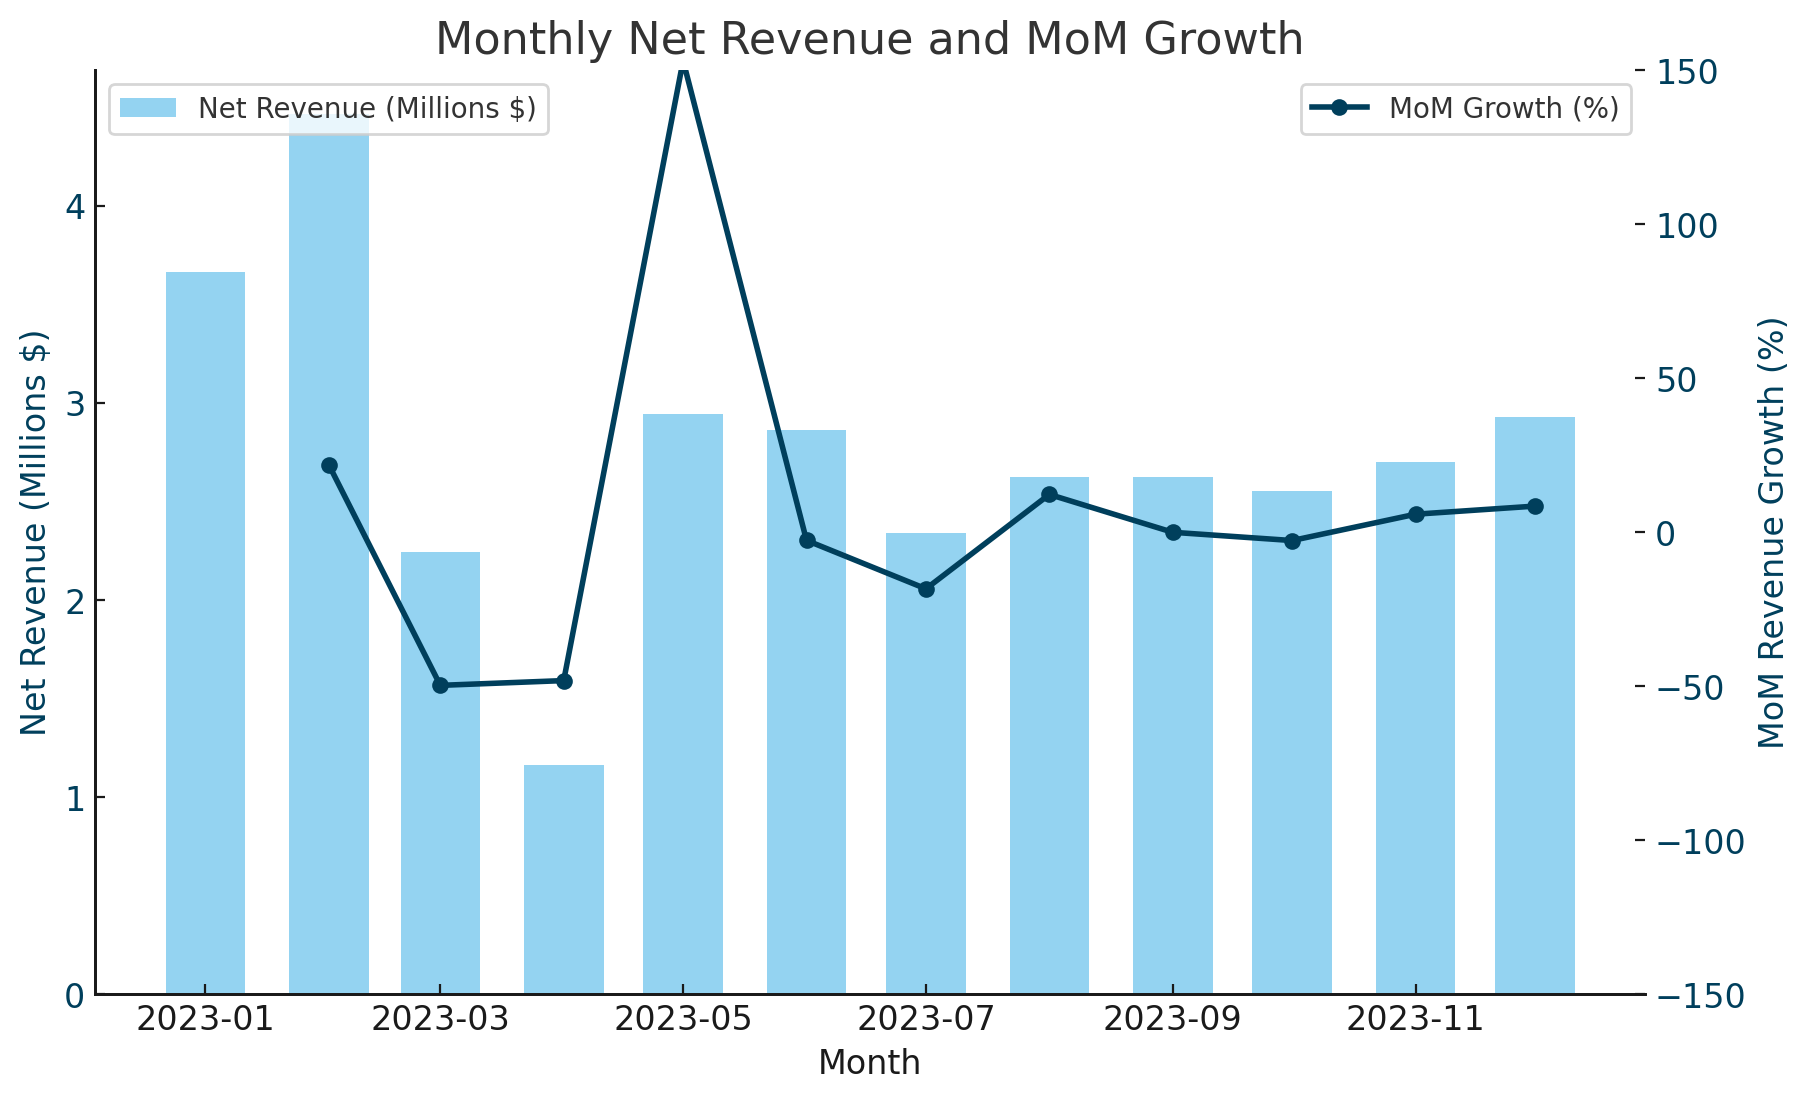 Monthly Net Revenue and MoM Growth
Net Revenue (Millions $)
MoM Growth (%)
Net Revenue (Millions $)
4
3
2
1
0
150
100
50
0
−50
−100
−150
MoM Revenue Growth (%)
2023-01 2023-03 2023-05 2023-07 2023-09 2023-11
Month